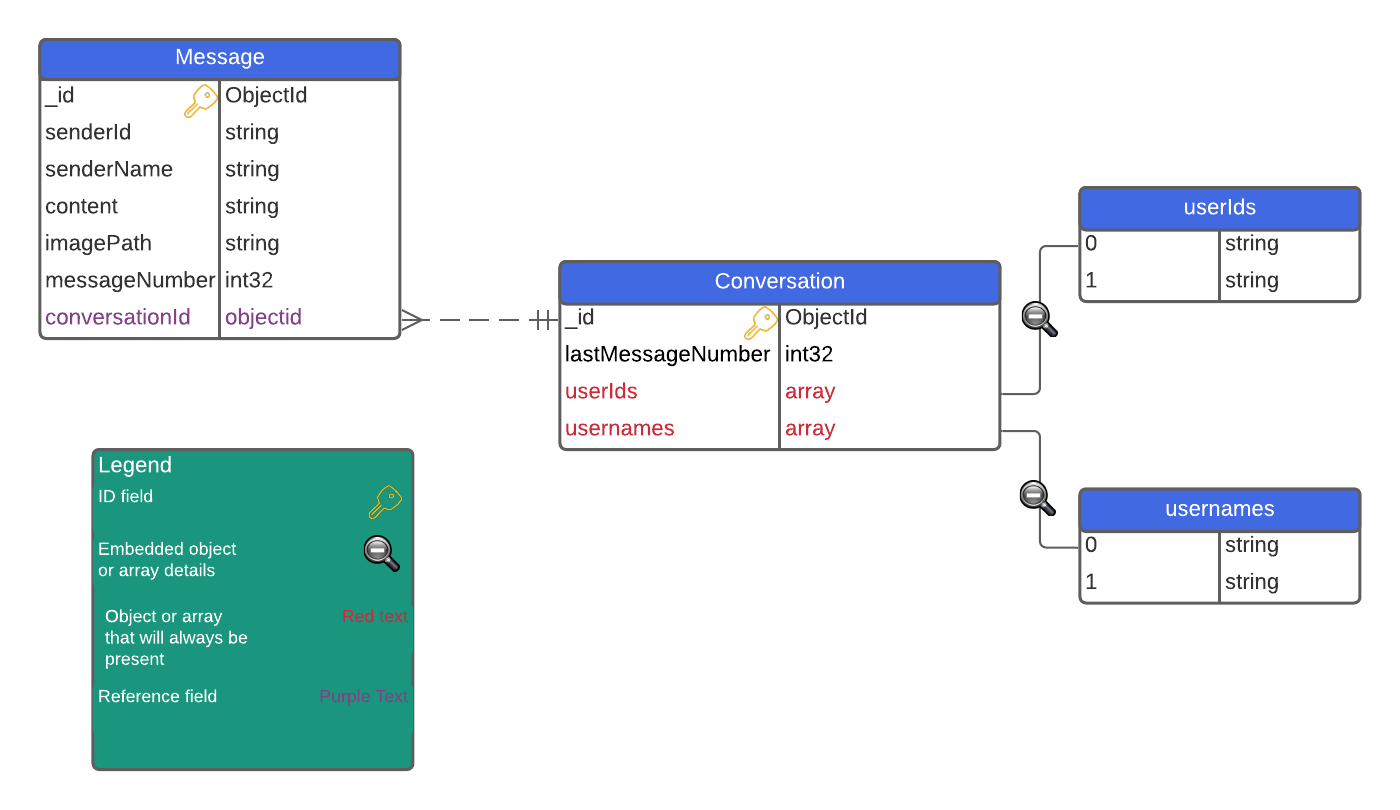 Message
_id ObjectId
senderId string
senderName string
content string
imagePath string
messageNumber int32
conversationId objectid
Conversation
_id ObjectId
lastMessageNumber int32
userIds array
usernames array
userIds
0 string
1 string
usernames
0 string
1 string
Legend
ID field
Embedded object
or array details
Object or array Red text
that will always be
present
Reference field Purple Text